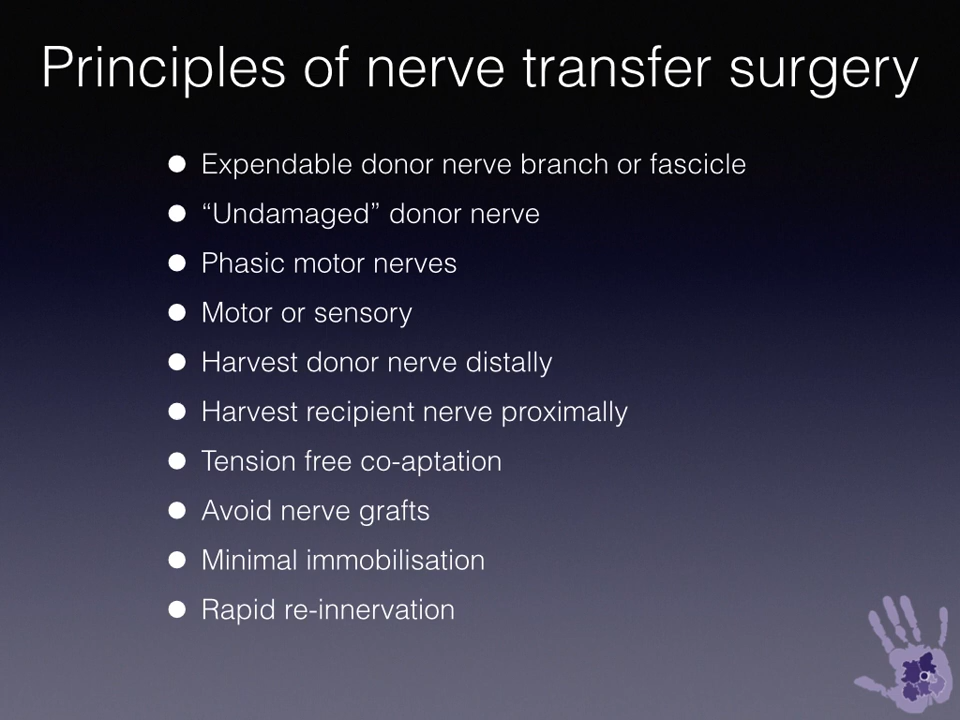 Principles of nerve transfer surgery
Expendable donor nerve branch or fascicle
“Undamaged” donor nerve
Phasic motor nerves
Motor or sensory
Harvest donor nerve distally
Harvest recipient nerve proximally
Tension free co-aptation
Avoid nerve grafts
Minimal immobilisation
Rapid re-innervation